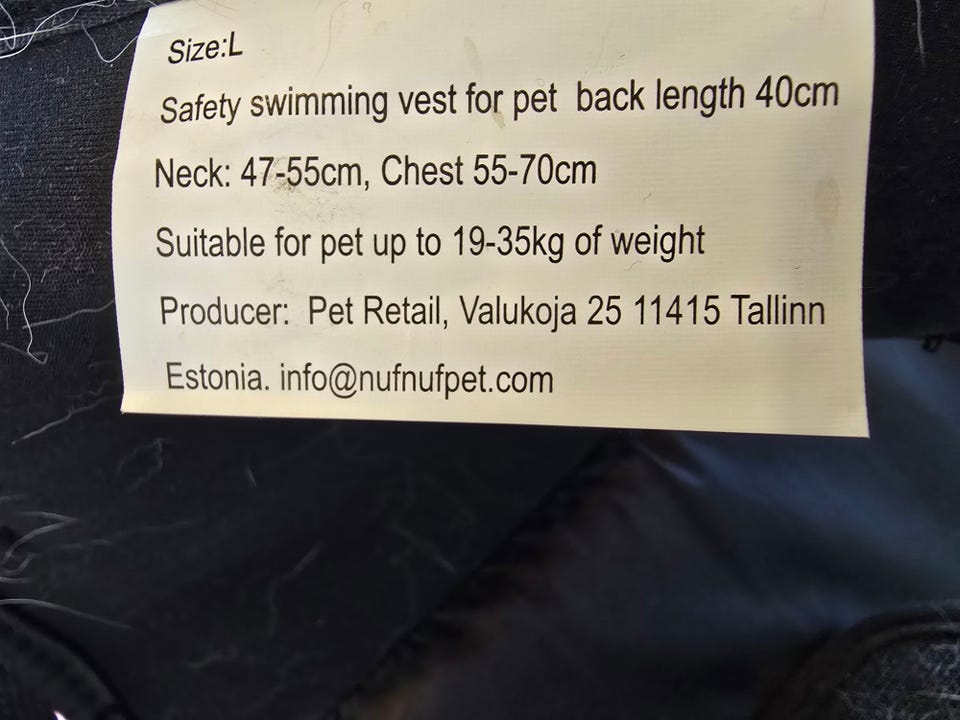 Size:L
Safety swimming vest for pet back length 40cm
Neck: 47-55cm, Chest 55-70cm
Suitable for pet up to 19-35kg of weight
Producer: Pet Retail, Valukoja 25 11415 Tallinn
Estonia. info@nufnufpet.com